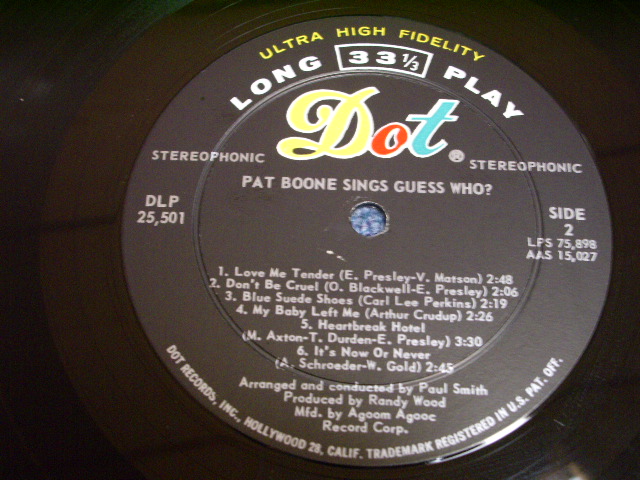 ULTRA HIGH FIDELITY
LONG 33 1/3 PLAY
Dot®
STEREOPHONIC STEREOPHONIC
PAT BOONE SINGS GUESS WHO?
DLP
25,501
SIDE
2
LPS 75,898
AAS 15,027
1. Love Me Tender (E. Presley-V. Matson) 2:48
2. Don't Be Cruel (O. Blackwell-E. Presley) 2:06
3. Blue Suede Shoes (Carl Lee Perkins) 2:19
4. My Baby Left Me (Arthur Crudup) 2:26
5. Heartbreak Hotel
(M. Axton-T. Durden-E. Presley) 3:30
6. It's Now Or Never
(A. Schroeder-W. Gold) 2:45
Arranged and conducted by Paul Smith
Produced by Randy Wood
Mfd. by Agoom Agooc
Record Corp.
DOT RECORDS, INC., HOLLYWOOD 28, CALIF. TRADEMARK REGISTERED IN U.S. PAT. OFF.